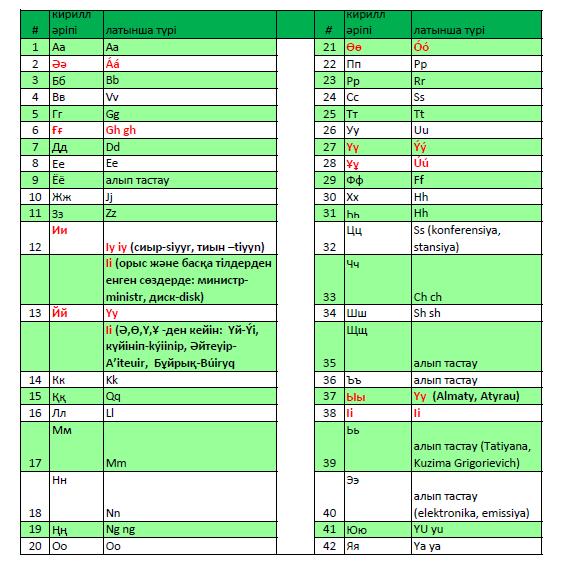 # кирилл әріпі латынша түрі
1 Аа Aa
2 Әә Áá
3 Бб Bb
4 Вв Vv
5 Гг Gg
6 Ғғ Gh gh
7 Дд Dd
8 Ее Ee
9 Ёё алып тастау
10 Жж Jj
11 Зз Zz
12 Ии Iy iy (сиыр-siyyr, тиын –tiyyn)
Ii (орыс және басқа тілдерден
енген сөздерде: министр-
ministr, диск-disk)
13 Йй Yy
Ii (Ә,Ө,Ү,Ұ -ден кейін: Үй-Ýi,
күйініп-kýiinip, Әйтеуір-
A’iteuir, Бұйрық-Búiryq
14 Кк Kk
15 Ққ Qq
16 Лл Ll
17 Мм Mm
18 Нн Nn
19 Ңң Ng ng
20 Оо Oo
# кирилл әріпі латынша түрі
21 Өө Óó
22 Пп Pp
23 Рр Rr
24 Сс Ss
25 Тт Tt
26 Уу Uu
27 Үү Ýý
28 Ұұ Úú
29 Фф Ff
30 Хх Hh
31 Һһ Hh
32 Цц Ss (konferensiya,
stansiya)
33 Чч Ch ch
34 Шш Sh sh
35 Щщ алып тастау
36 Ъъ алып тастау
37 Ыы Yy (Almaty, Atyrau)
38 Іі Ii
39 Ьь алып тастау (Tatiyana,
Kuzima Grigorievich)
40 Ээ алып тастау
(elektronika, emissiya)
41 Юю YU yu
42 Яя Ya ya